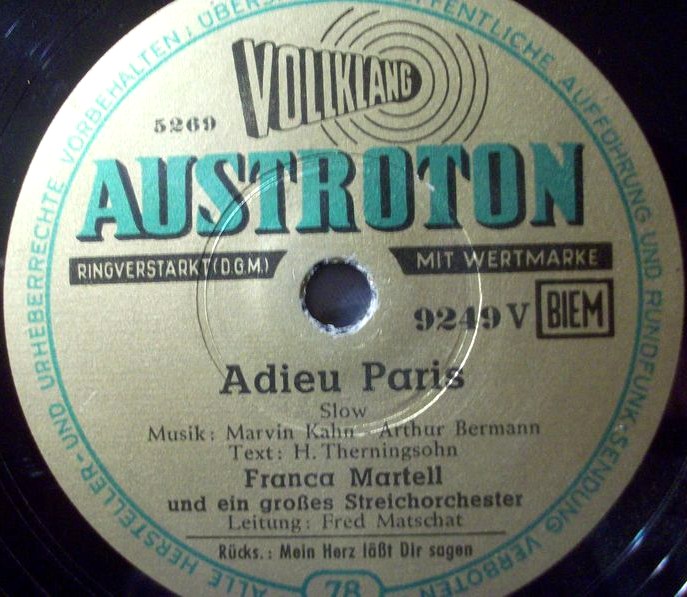 ALLE HERSTELLER- UND URHEBERRECHTE VORBEHALTEN; ÖFFENTLICHE AUFFÜHRUNG UND RUNDFUNK-SENDUNG VERBOTEN
VOLLKLANG
5269
AUSTROTON
RINGVERSTÄRKT (D.G.M.) MIT WERTMARKE
9249 V BIEM
Adieu Paris
Slow
Musik: Marvin Kahn - Arthur Bermann
Text: H. Therningsohn
Franca Martell
und ein großes Streichorchester
Leitung: Fred Matschat
Rücks.: Mein Herz läßt Dir sagen
78